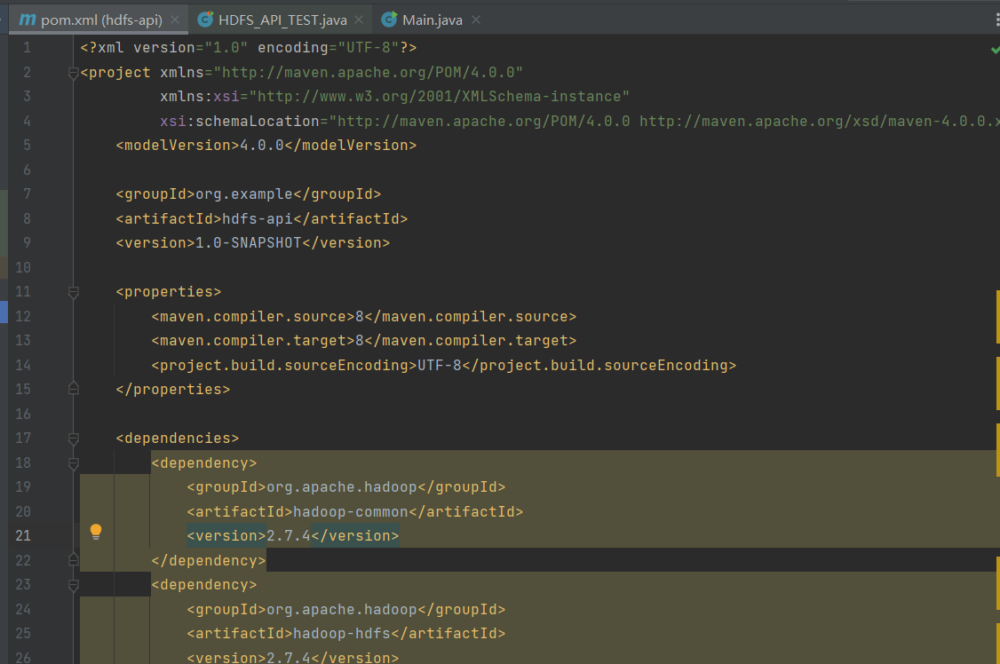 pom.xml (hdfs-api) HDFS_API_TEST.java Main.java
1 <?xml version="1.0" encoding="UTF-8"?>
2 <project xmlns="http://maven.apache.org/POM/4.0.0"
3 xmlns:xsi="http://www.w3.org/2001/XMLSchema-instance"
4 xsi:schemaLocation="http://maven.apache.org/POM/4.0.0 http://maven.apache.org/xsd/maven-4.0.0.x
5 <modelVersion>4.0.0</modelVersion>
6
7 <groupId>org.example</groupId>
8 <artifactId>hdfs-api</artifactId>
9 <version>1.0-SNAPSHOT</version>
10
11 <properties>
12 <maven.compiler.source>8</maven.compiler.source>
13 <maven.compiler.target>8</maven.compiler.target>
14 <project.build.sourceEncoding>UTF-8</project.build.sourceEncoding>
15 </properties>
16
17 <dependencies>
18 <dependency>
19 <groupId>org.apache.hadoop</groupId>
20 <artifactId>hadoop-common</artifactId>
21 <version>2.7.4</version>
22 </dependency>
23 <dependency>
24 <groupId>org.apache.hadoop</groupId>
25 <artifactId>hadoop-hdfs</artifactId>
26 <version>2.7.4</version>